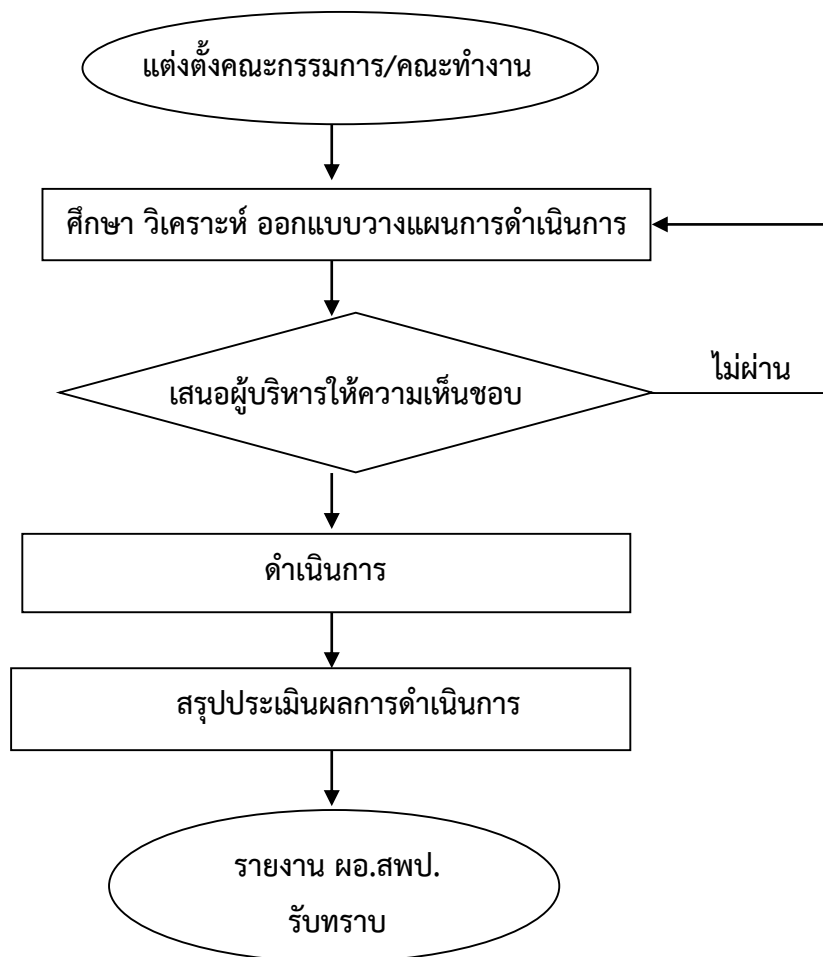 แต่งตั้งคณะกรรมการ/คณะทำงาน
ศึกษา วิเคราะห์ ออกแบบวางแผนการดำเนินการ
เสนอผู้บริหารให้ความเห็นชอบ
ไม่ผ่าน
ดำเนินการ
สรุปประเมินผลการดำเนินการ
รายงาน ผอ.สพป.
รับทราบ